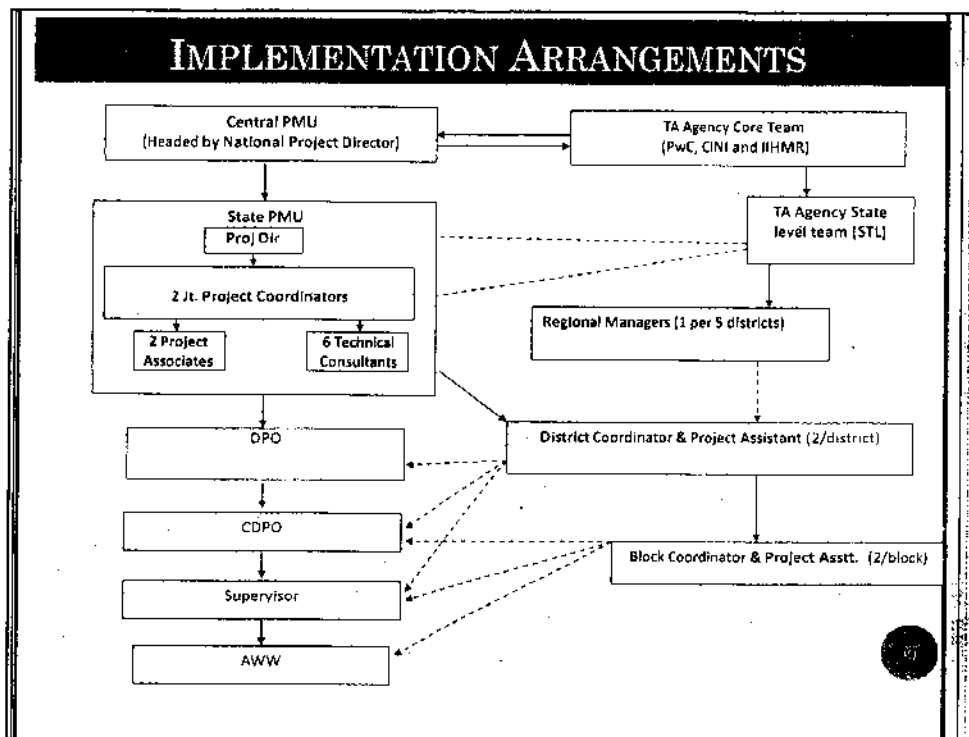 IMPLEMENTATION ARRANGEMENTS
Central PMU
(Headed by National Project Director)
TA Agency Core Team
(PwC, CINI and IIHMR)
State PMU
Proj Dir
2 Jt. Project Coordinators
2 Project
Associates
6 Technical
Consultants
TA Agency State
level team (STL)
Regional Managers (1 per 5 districts)
DPO
District Coordinator & Project Assistant (2/district)
CDPO
Block Coordinator & Project Asstt. (2/block)
Supervisor
AWW